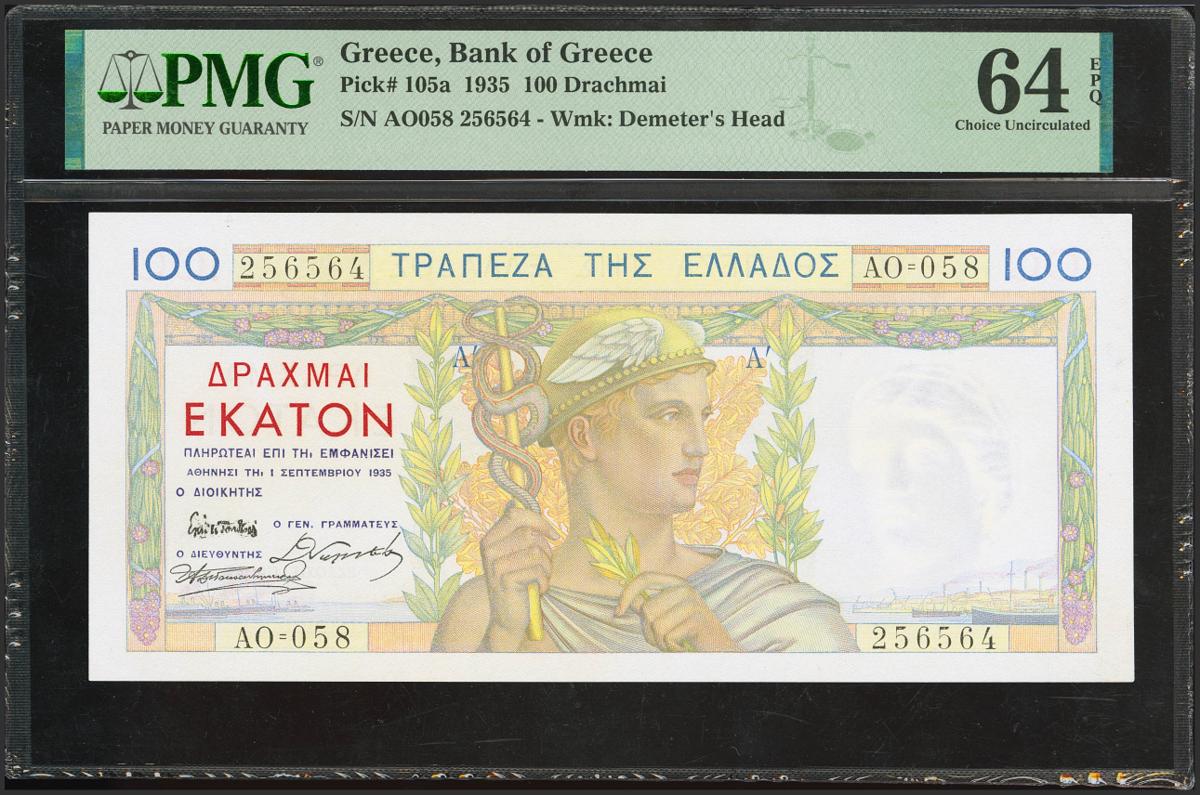 PMG®
PAPER MONEY GUARANTY
Greece, Bank of Greece
Pick# 105a 1935 100 Drachmai
S/N AO058 256564 - Wmk: Demeter's Head
64
EPQ
Choice Uncirculated
100 256564 ΤΡΑΠΕΖΑ ΤΗΣ ΕΛΛΑΔΟΣ AO=058 100
Α' Α'
ΔΡΑΧΜΑΙ
ΕΚΑΤΟΝ
ΠΛΗΡΩΤΕΑΙ ΕΠΙ ΤΗι ΕΜΦΑΝΙΣΕΙ
ΑΘΗΝΗΣΙ ΤΗι 1 ΣΕΠΤΕΜΒΡΙΟΥ 1935
Ο ΔΙΟΙΚΗΤΗΣ
Ο ΓΕΝ. ΓΡΑΜΜΑΤΕΥΣ
Ο ΔΙΕΥΘΥΝΤΗΣ
AO=058 256564